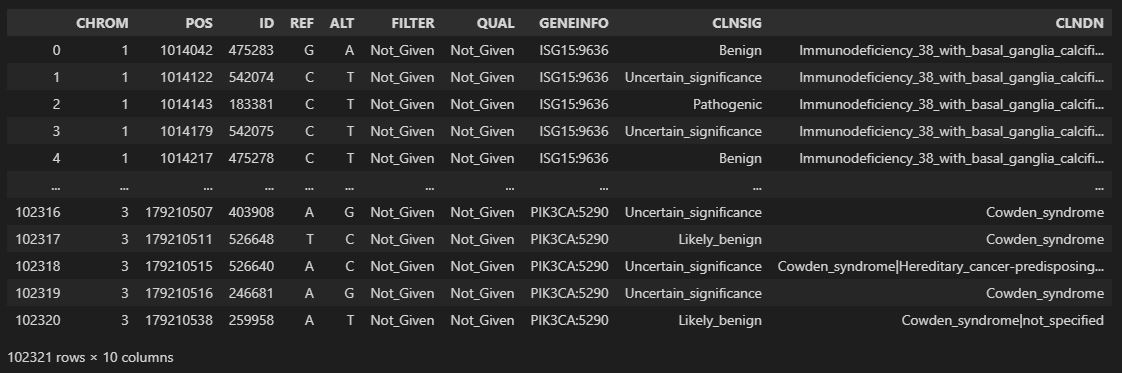 CHROM POS ID REF ALT FILTER QUAL GENEINFO CLNSIG CLNDN
0 1 1014042 475283 G A Not_Given Not_Given ISG15:9636 Benign Immunodeficiency_38_with_basal_ganglia_calcifi...
1 1 1014122 542074 C T Not_Given Not_Given ISG15:9636 Uncertain_significance Immunodeficiency_38_with_basal_ganglia_calcifi...
2 1 1014143 183381 C T Not_Given Not_Given ISG15:9636 Pathogenic Immunodeficiency_38_with_basal_ganglia_calcifi...
3 1 1014179 542075 C T Not_Given Not_Given ISG15:9636 Uncertain_significance Immunodeficiency_38_with_basal_ganglia_calcifi...
4 1 1014217 475278 C T Not_Given Not_Given ISG15:9636 Benign Immunodeficiency_38_with_basal_ganglia_calcifi...
... ... ... ... ... ... ... ... ... ... ...
102316 3 179210507 403908 A G Not_Given Not_Given PIK3CA:5290 Uncertain_significance Cowden_syndrome
102317 3 179210511 526648 T C Not_Given Not_Given PIK3CA:5290 Likely_benign Cowden_syndrome
102318 3 179210515 526640 A C Not_Given Not_Given PIK3CA:5290 Uncertain_significance Cowden_syndrome|Hereditary_cancer-predisposing...
102319 3 179210516 246681 A G Not_Given Not_Given PIK3CA:5290 Uncertain_significance Cowden_syndrome
102320 3 179210538 259958 A T Not_Given Not_Given PIK3CA:5290 Likely_benign Cowden_syndrome|not_specified
102321 rows × 10 columns